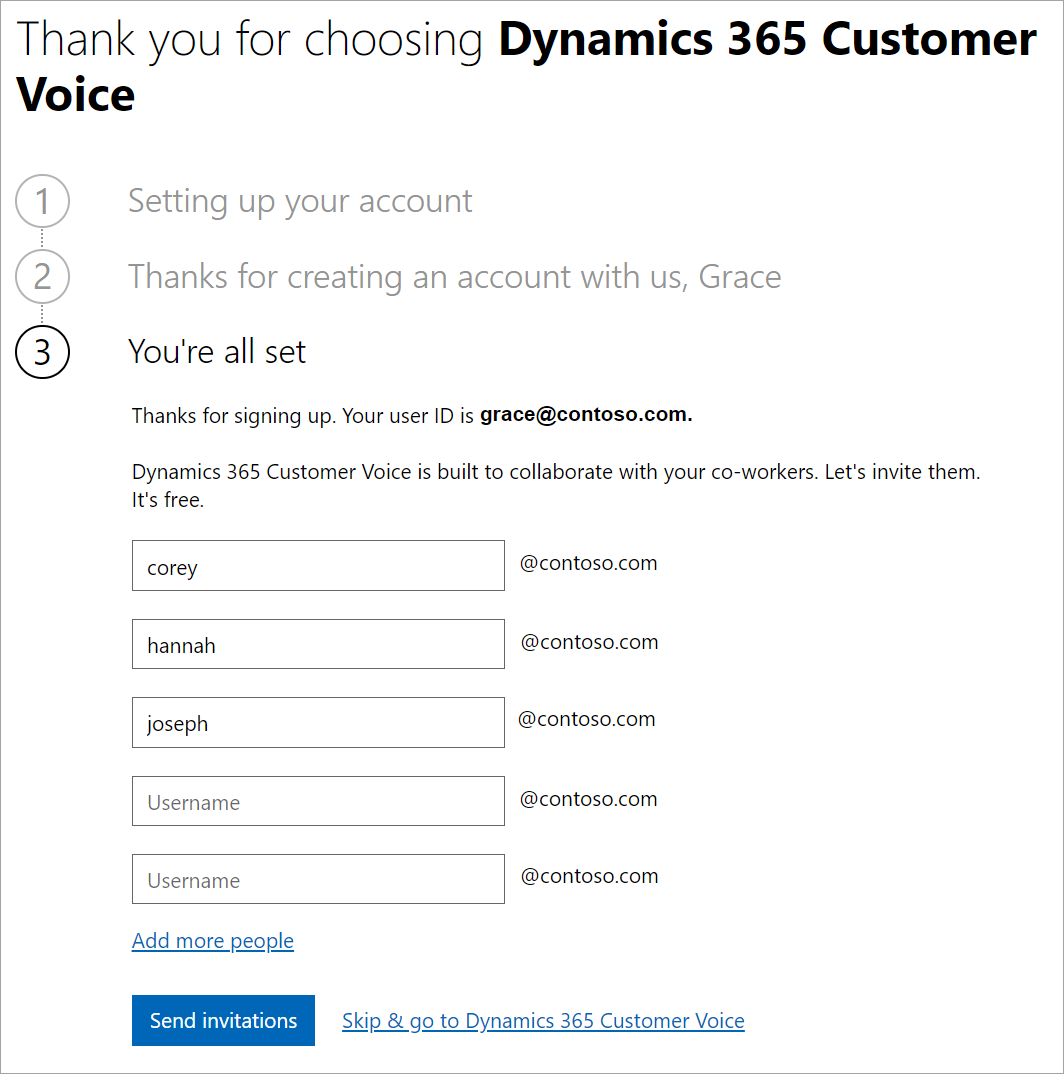 Thank you for choosing Dynamics 365 Customer
Voice
1 Setting up your account
2 Thanks for creating an account with us, Grace
3 You're all set
Thanks for signing up. Your user ID is grace@contoso.com.
Dynamics 365 Customer Voice is built to collaborate with your co-workers. Let's invite them.
It's free.
corey @contoso.com
hannah @contoso.com
joseph @contoso.com
Username @contoso.com
Username @contoso.com
Add more people
Send invitations Skip & go to Dynamics 365 Customer Voice